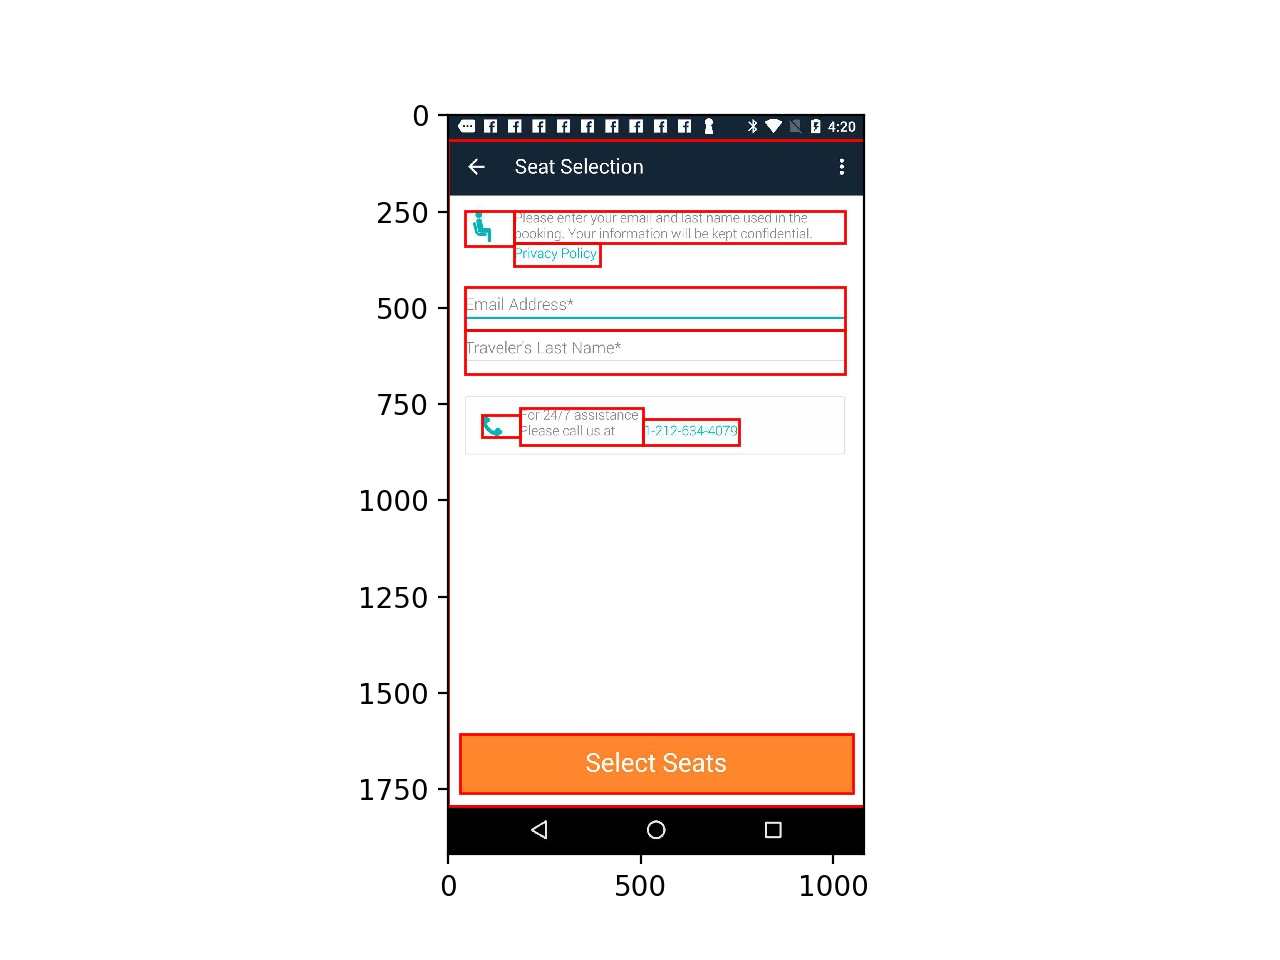 0
4:20
Seat Selection
250
Please enter your email and last name used in the
booking. Your information will be kept confidential.
Privacy Policy
500
Email Address*
Traveler's Last Name*
750
For 24/7 assistance
Please call us at
1-212-634-4079
1000
1250
1500
Select Seats
1750
0
500
1000